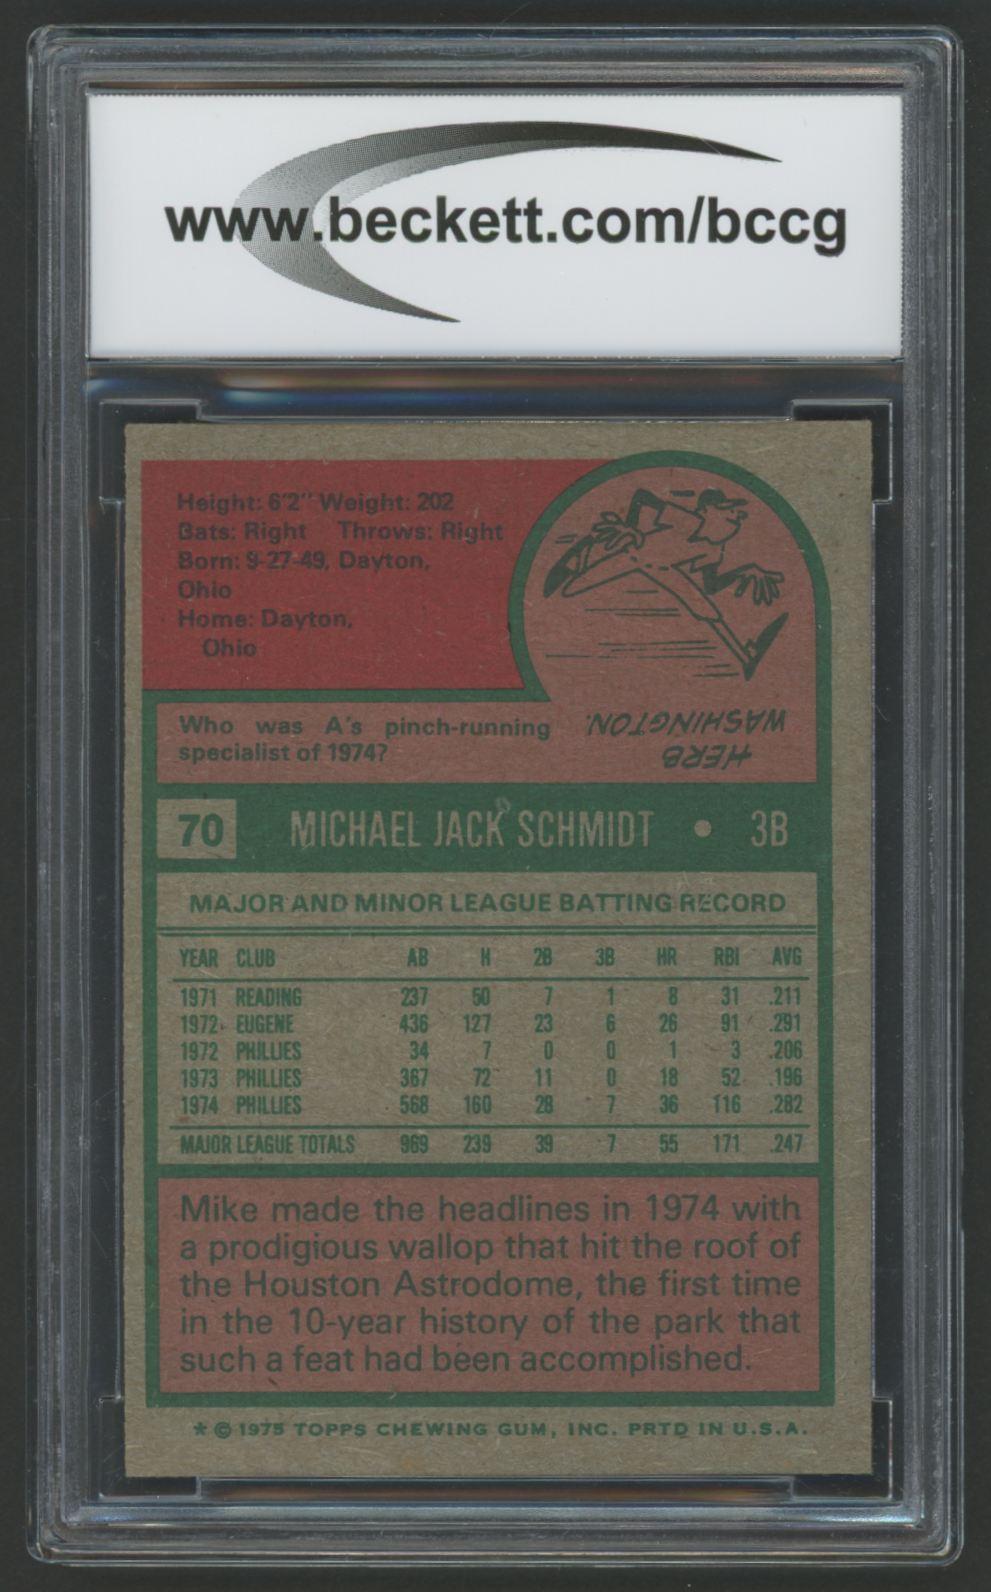 www.beckett.com/bccg
Height: 6'2" Weight: 202
Bats: Right Throws: Right
Born: 9-27-49, Dayton,
Ohio
Home: Dayton,
Ohio
Who was A's pinch-running
specialist of 1974?
HERB
WASHINGTON.
70 MICHAEL JACK SCHMIDT • 3B
MAJOR AND MINOR LEAGUE BATTING RECORD
YEAR CLUB AB H 2B 3B HR RBI AVG
1971 READING 237 50 7 1 8 31 .211
1972 EUGENE 436 127 23 6 26 91 .291
1972 PHILLIES 34 7 0 0 1 3 .206
1973 PHILLIES 367 72 11 0 18 52 .196
1974 PHILLIES 568 160 28 7 36 116 .282
MAJOR LEAGUE TOTALS 969 239 39 7 55 171 .247
Mike made the headlines in 1974 with
a prodigious wallop that hit the roof of
the Houston Astrodome, the first time
in the 10-year history of the park that
such a feat had been accomplished.
* © 1975 TOPPS CHEWING GUM, INC. PRTD IN U.S.A.